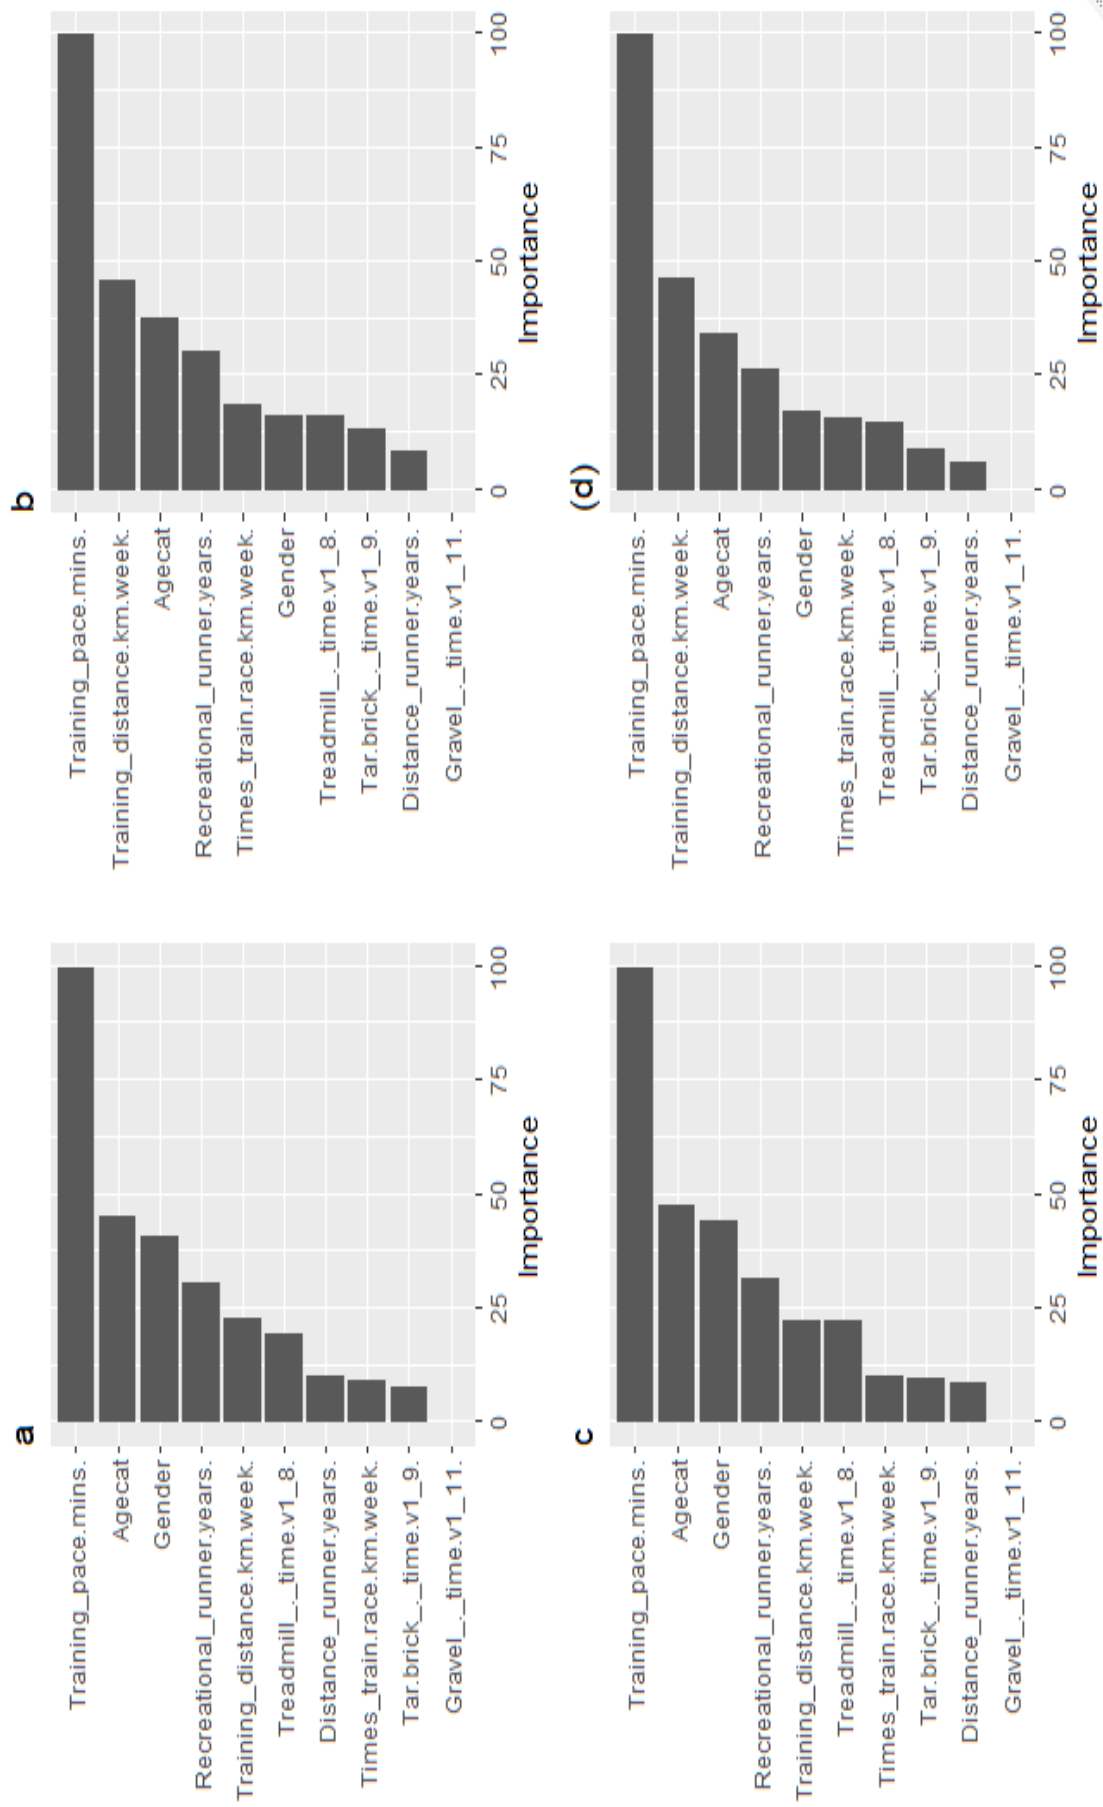 a
Training_pace.mins.
Agecat
Gender
Recreational_runner.years.
Training_distance.km.week.
Treadmill_._time.v1_8.
Distance_runner.years.
Times_train.race.km.week.
Tar.brick_._time.v1_9.
Gravel_._time.v1_11.
0 25 50 75 100
Importance
b
Training_pace.mins.
Training_distance.km.week.
Agecat
Recreational_runner.years.
Times_train.race.km.week.
Gender
Treadmill_._time.v1_8.
Tar.brick_._time.v1_9.
Distance_runner.years.
Gravel_._time.v1_11.
0 25 50 75 100
Importance
c
Training_pace.mins.
Agecat
Gender
Recreational_runner.years.
Training_distance.km.week.
Treadmill_._time.v1_8.
Times_train.race.km.week.
Tar.brick_._time.v1_9.
Distance_runner.years.
Gravel_._time.v1_11.
0 25 50 75 100
Importance
(d)
Training_pace.mins.
Training_distance.km.week.
Agecat
Recreational_runner.years.
Gender
Times_train.race.km.week.
Treadmill_._time.v1_8.
Tar.brick_._time.v1_9.
Distance_runner.years.
Gravel_._time.v1_11.
0 25 50 75 100
Importance